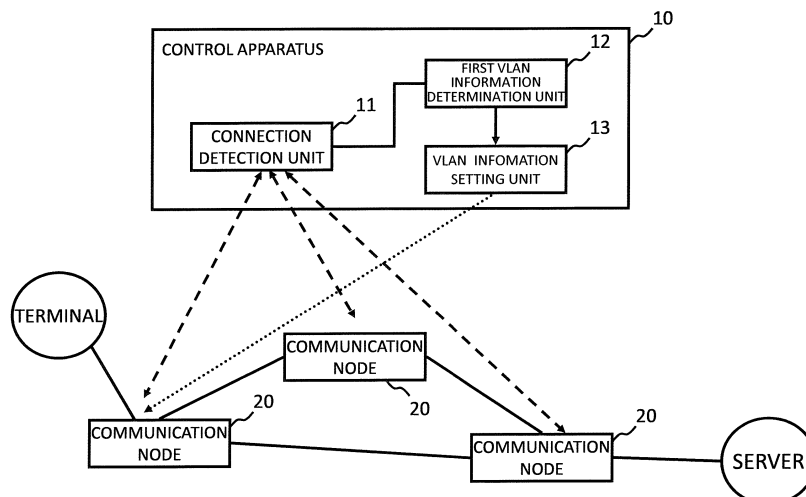 10
CONTROL APPARATUS
12
FIRST VLAN
INFORMATION
DETERMINATION UNIT
11
CONNECTION
DETECTION UNIT
13
VLAN INFOMATION
SETTING UNIT
TERMINAL
COMMUNICATION
NODE
20
COMMUNICATION
NODE
20
COMMUNICATION
NODE
20
SERVER